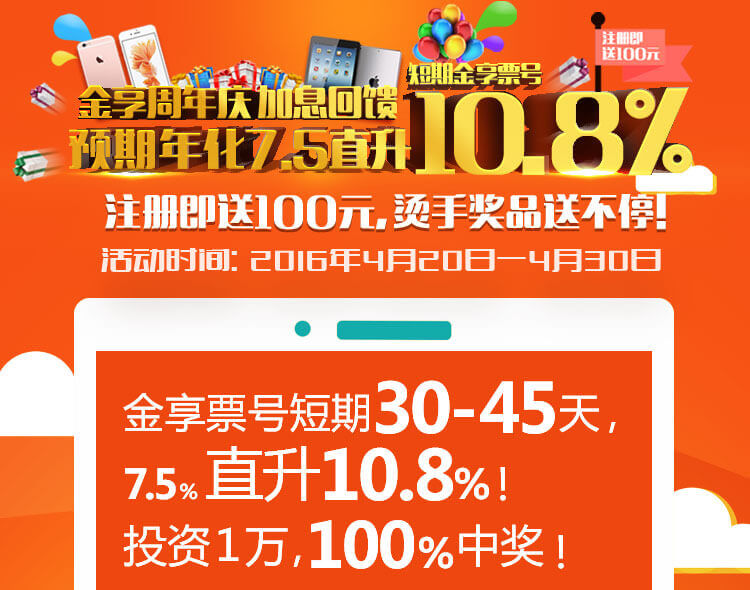 注册即
送100元
短期金享票号
金享周年庆 加息回馈
预期年化7.5直升10.8%
注册即送100元,烫手奖品送不停!
活动时间: 2016年4月20日—4月30日
金享票号短期30-45天,
7.5%直升10.8%!
投资1万,100%中奖!